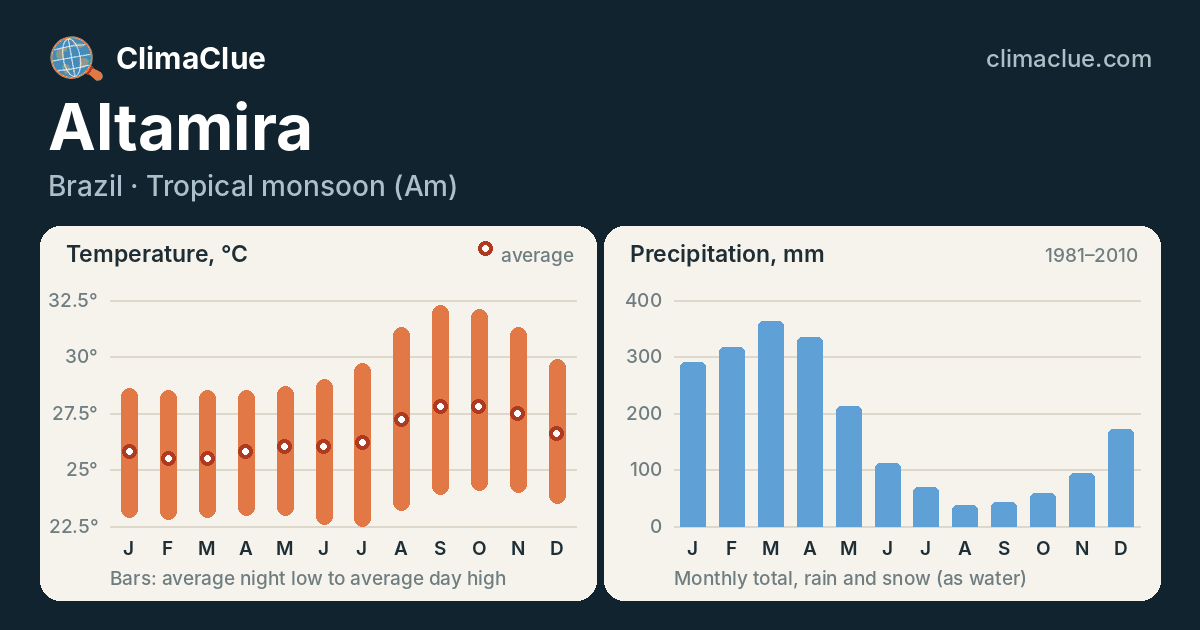 ClimaClue
climaclue.com
Altamira
Brazil · Tropical monsoon (Am)
Temperature, °C
average
32.5°
30°
27.5°
25°
22.5°
J F M A M J J A S O N D
Bars: average night low to average day high
Precipitation, mm
1981–2010
400
300
200
100
0
J F M A M J J A S O N D
Monthly total, rain and snow (as water)